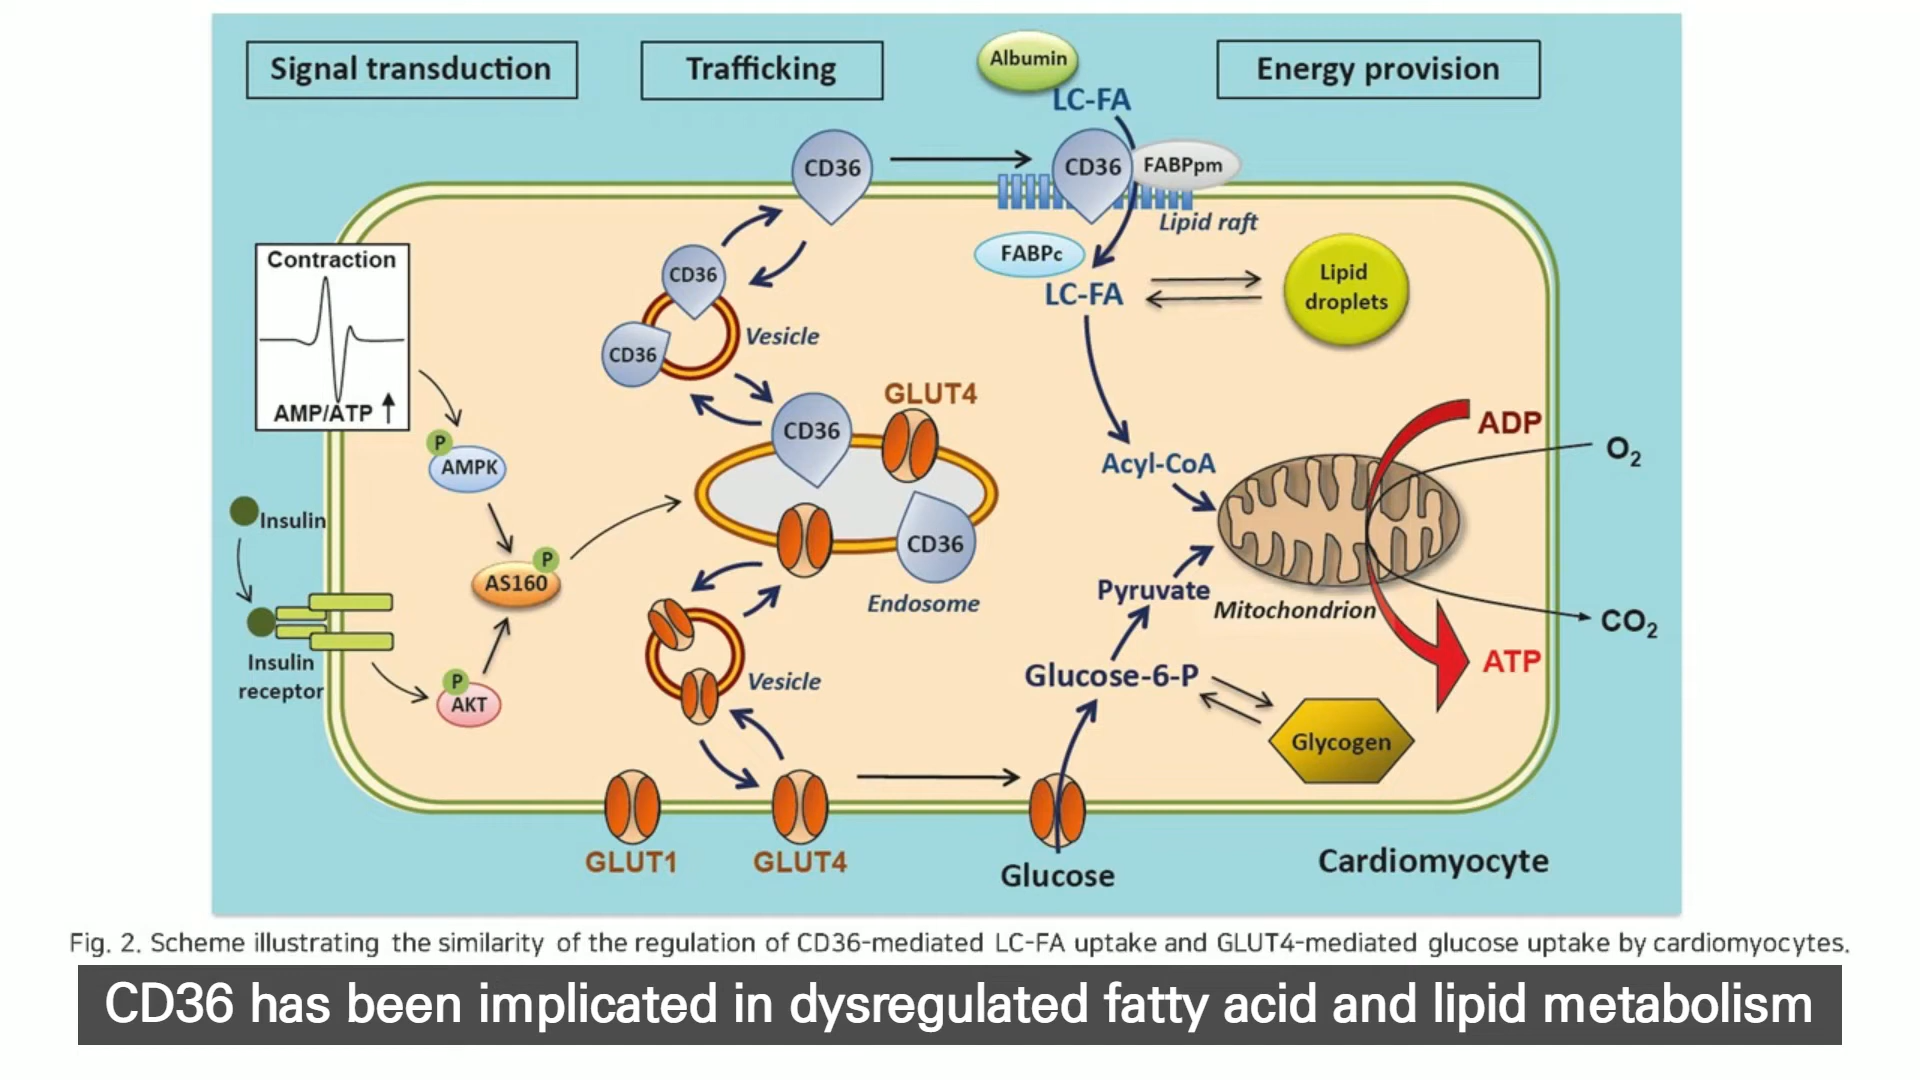 Signal transduction
Trafficking
Albumin
LC-FA
Energy provision
CD36
CD36
FABPpm
Lipid raft
Contraction
AMP/ATP
CD36
CD36
Vesicle
FABPc
LC-FA
Lipid
droplets
P
AMPK
CD36
GLUT4
Acyl-CoA
ADP
O2
Insulin
P
AS160
CD36
Endosome
Pyruvate
Mitochondrion
CO2
Insulin
receptor
P
AKT
Vesicle
Glucose-6-P
ATP
Glycogen
GLUT1
GLUT4
Glucose
Cardiomyocyte
Fig. 2. Scheme illustrating the similarity of the regulation of CD36-mediated LC-FA uptake and GLUT4-mediated glucose uptake by cardiomyocytes.
CD36 has been implicated in dysregulated fatty acid and lipid metabolism